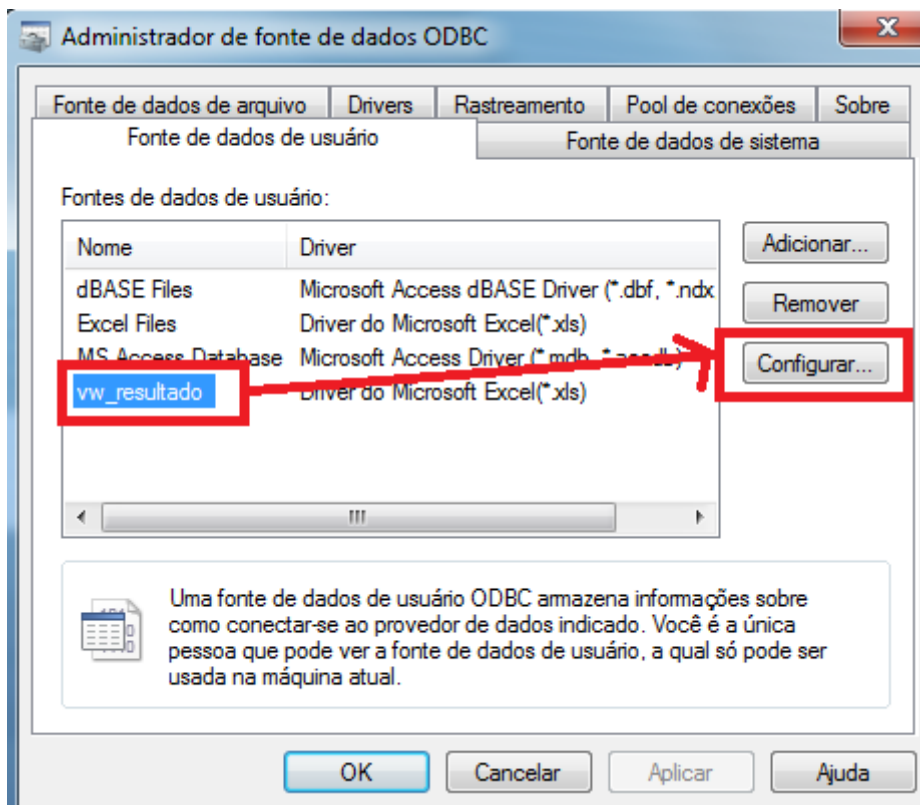 Administrador de fonte de dados ODBC
Fonte de dados de arquivo Drivers Rastreamento Pool de conexões Sobre
Fonte de dados de usuário Fonte de dados de sistema
Fontes de dados de usuário:
Nome Driver Adicionar...
dBASE Files Microsoft Access dBASE Driver (*.dbf, *.ndx
Remover
Excel Files Driver do Microsoft Excel(*.xls)
MS Access Database Microsoft Access Driver (*.mdb, *.accdb) Configurar...
vw_resultado Driver do Microsoft Excel(*.xls)
Uma fonte de dados de usuário ODBC armazena informações sobre
como conectar-se ao provedor de dados indicado. Você é a única
pessoa que pode ver a fonte de dados de usuário, a qual só pode ser
usada na máquina atual.
OK Cancelar Aplicar Ajuda